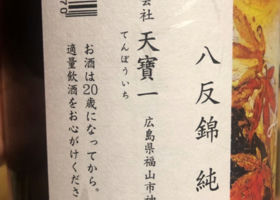 八反錦 純
会社 天寶一
てんぽういち
広島県福山市神
お酒は20歳になってから。
適量飲酒をお心がけくださ
70